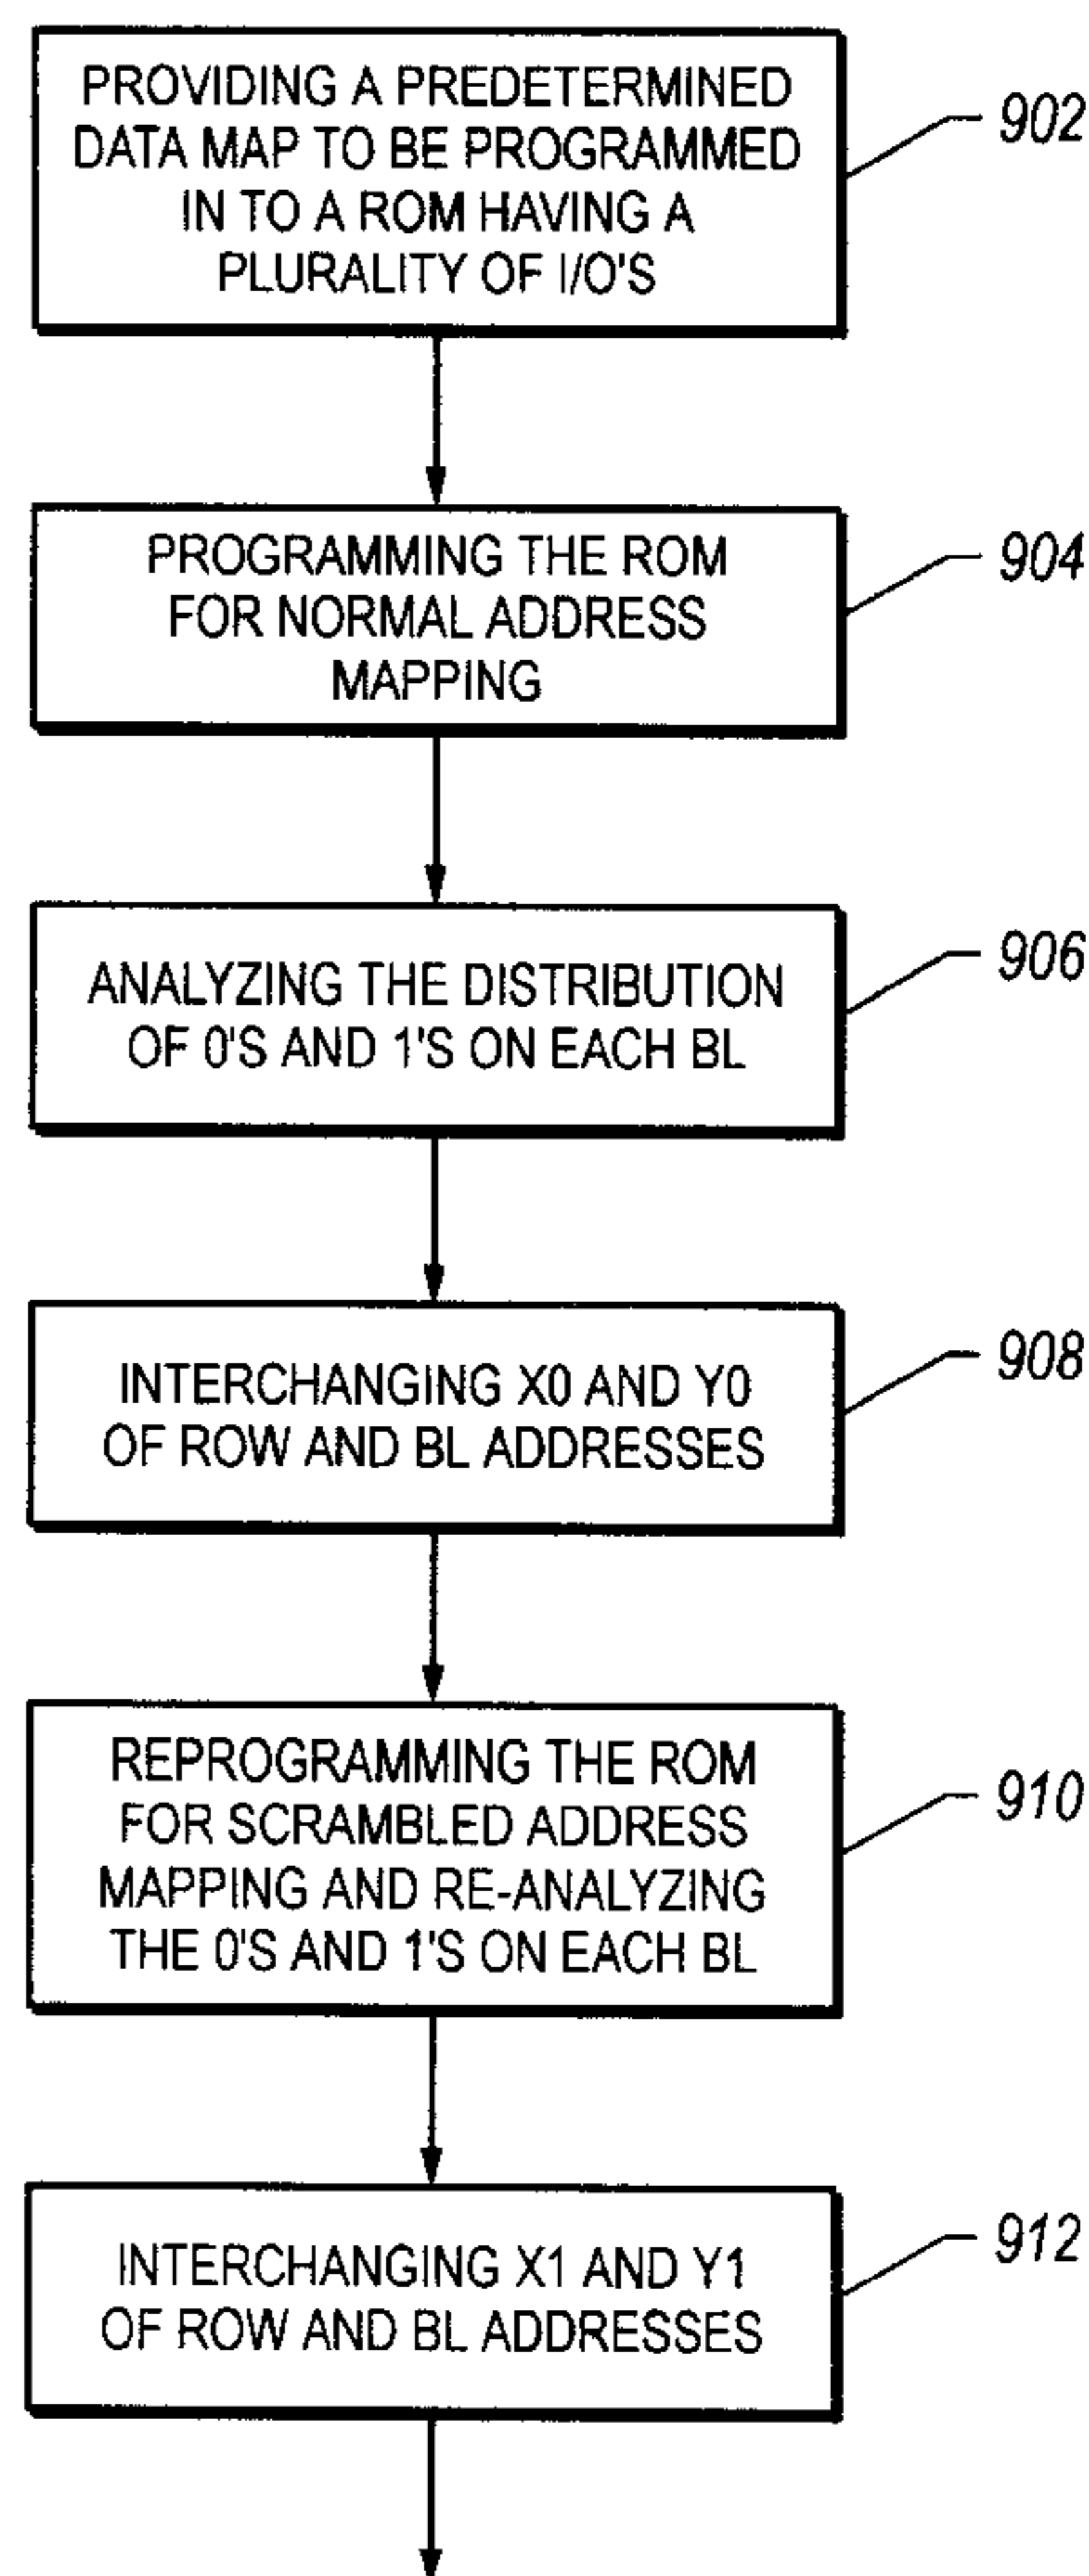 PROVIDING A PREDETERMINED
DATA MAP TO BE PROGRAMMED
IN TO A ROM HAVING A
PLURALITY OF I/O'S
902
PROGRAMMING THE ROM
FOR NORMAL ADDRESS
MAPPING
904
ANALYZING THE DISTRIBUTION
OF 0'S AND 1'S ON EACH BL
906
INTERCHANGING X0 AND Y0
OF ROW AND BL ADDRESSES
908
REPROGRAMMING THE ROM
FOR SCRAMBLED ADDRESS
MAPPING AND RE-ANALYZING
THE 0'S AND 1'S ON EACH BL
910
INTERCHANGING X1 AND Y1
OF ROW AND BL ADDRESSES
912